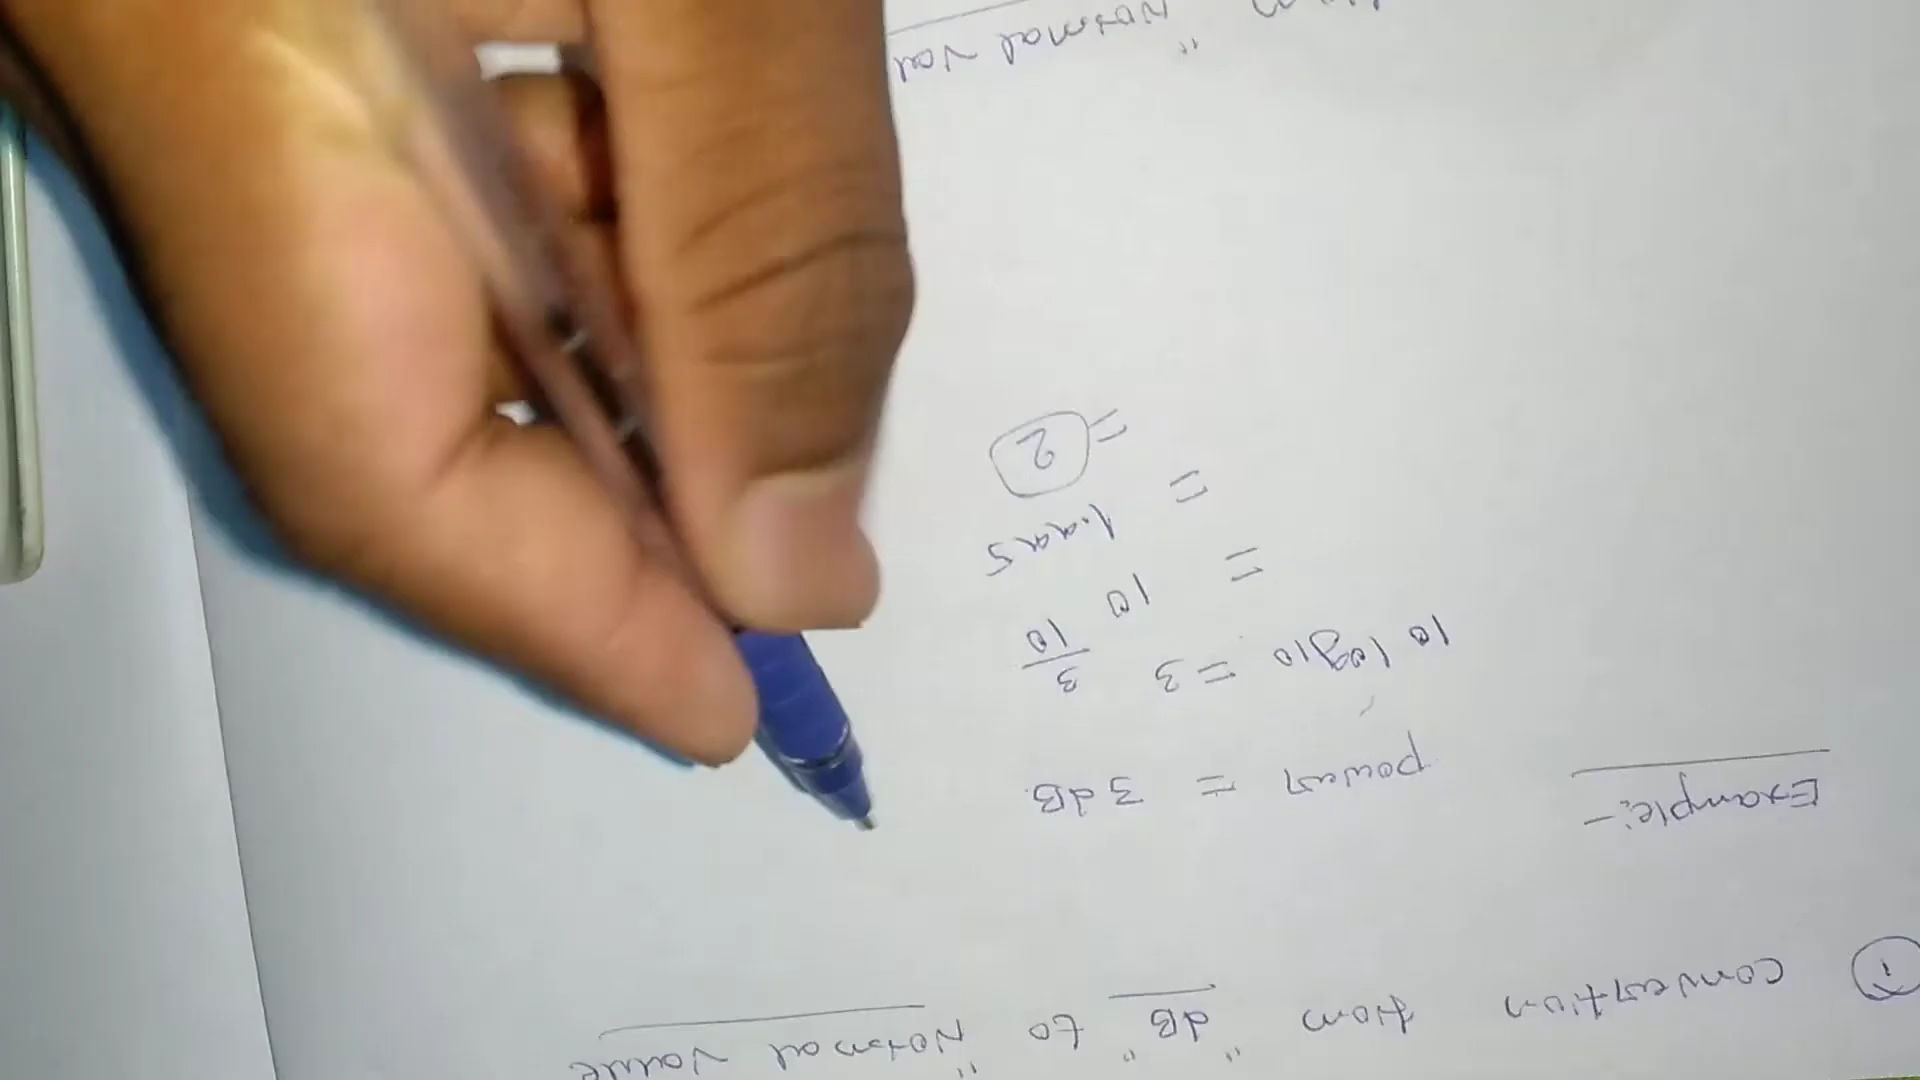 ① conversion from "dB" to "Normal Value
Example:-
power = 3 dB.
10 log10 = 3
= 10 3/10
= 1.995
= 2
" Normal Val